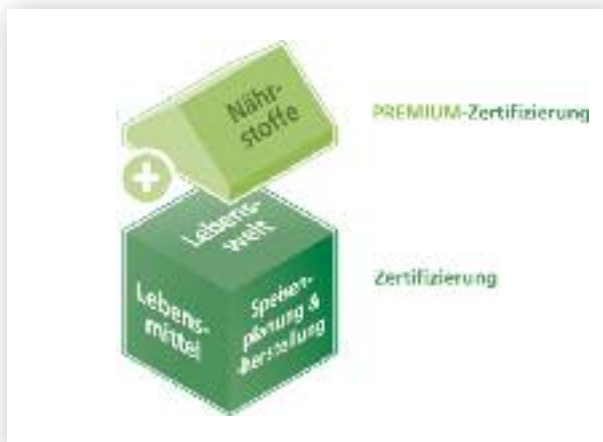 Nähr-
stoffe
PREMIUM-Zertifizierung
Lebens-
welt
Zertifizierung
Lebens-
mittel
Speisen-
planung &
-herstellung